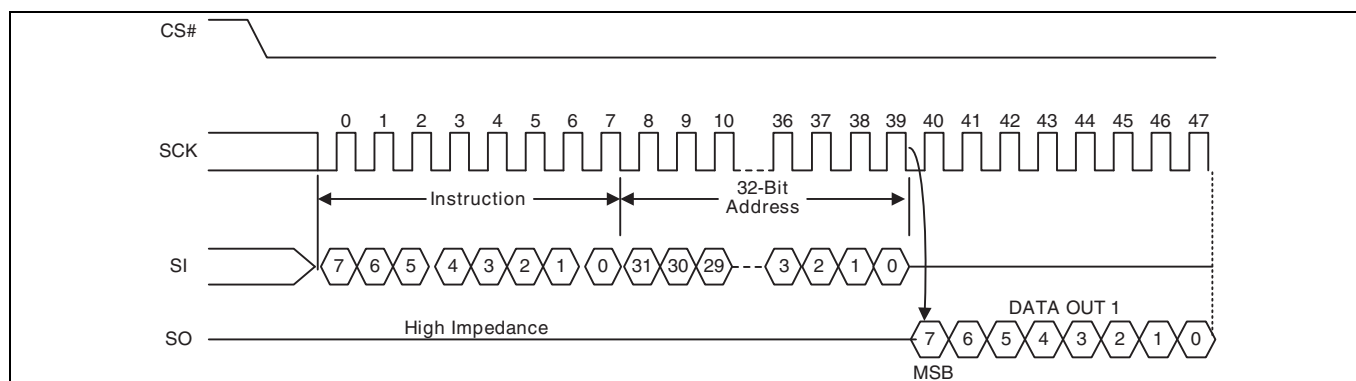 CS#
0 1 2 3 4 5 6 7 8 9 10 36 37 38 39 40 41 42 43 44 45 46 47
SCK
Instruction
32-Bit
Address
SI
7 6 5 4 3 2 1 0 31 30 29 3 2 1 0
DATA OUT 1
High Impedance
SO
7 6 5 4 3 2 1 0
MSB